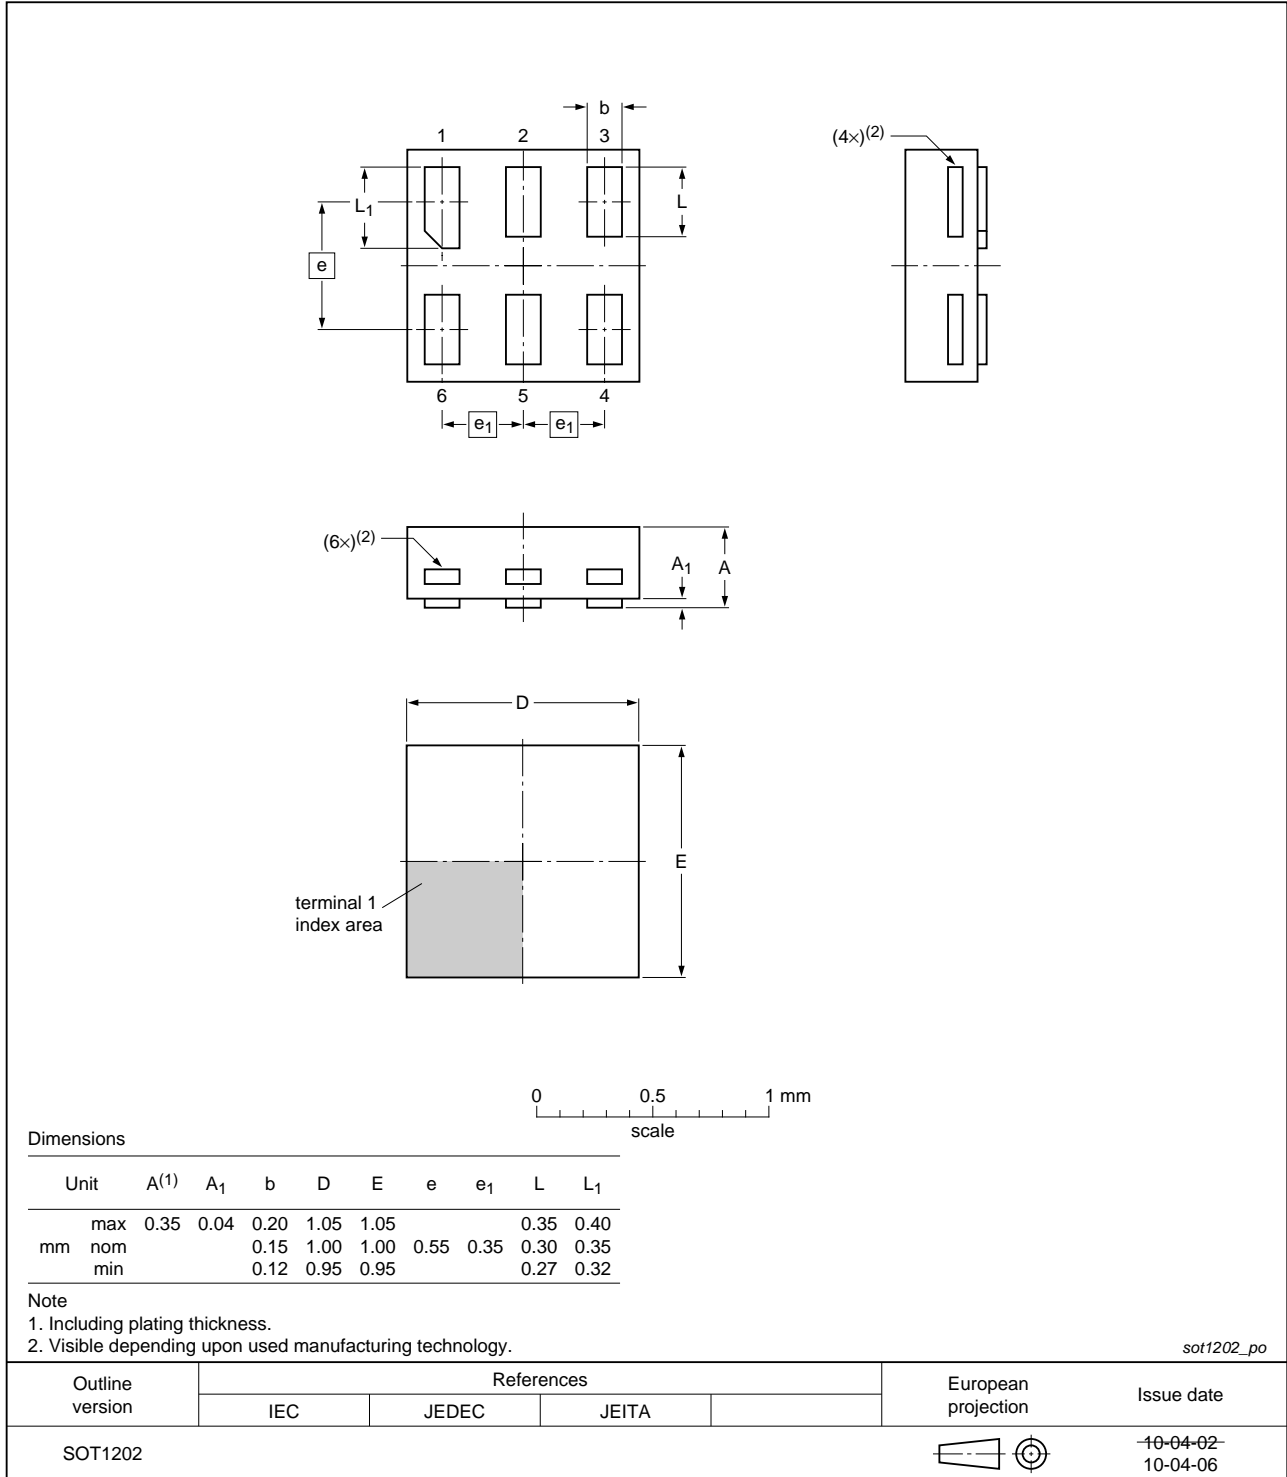 b
1 2 3
(4×)(2)
L1
L
e
6 5 4
e1 e1
(6×)(2)
A1 A
D
E
terminal 1
index area
0 0.5 1 mm
scale
Dimensions
Unit A(1) A1 b D E e e1 L L1
max 0.35 0.04 0.20 1.05 1.05 0.35 0.40
mm nom 0.15 1.00 1.00 0.55 0.35 0.30 0.35
min 0.12 0.95 0.95 0.27 0.32
Note
1. Including plating thickness.
2. Visible depending upon used manufacturing technology.
sot1202_po
Outline
version
References
IEC JEDEC JEITA
European
projection
Issue date
SOT1202
10-04-02
10-04-06